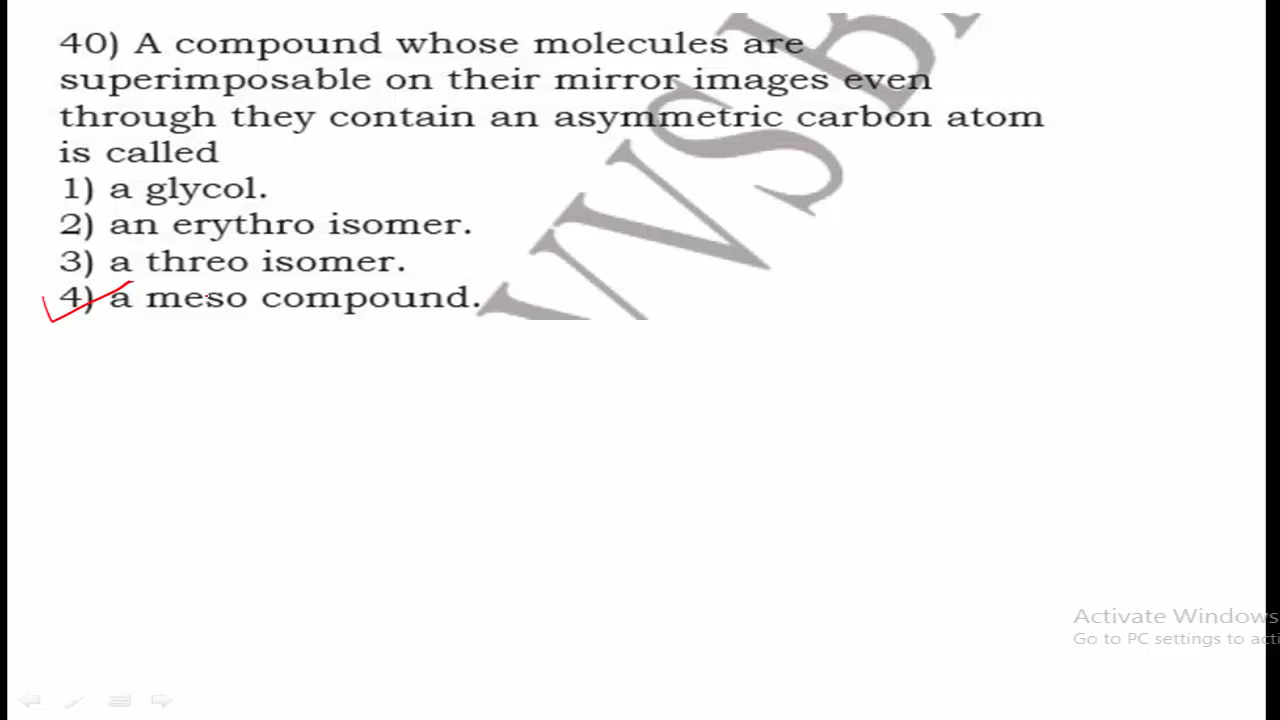 40) A compound whose molecules are
superimposable on their mirror images even
through they contain an asymmetric carbon atom
is called
1) a glycol.
2) an erythro isomer.
3) a threo isomer.
4) a meso compound.
Activate Windows
Go to PC settings to acti